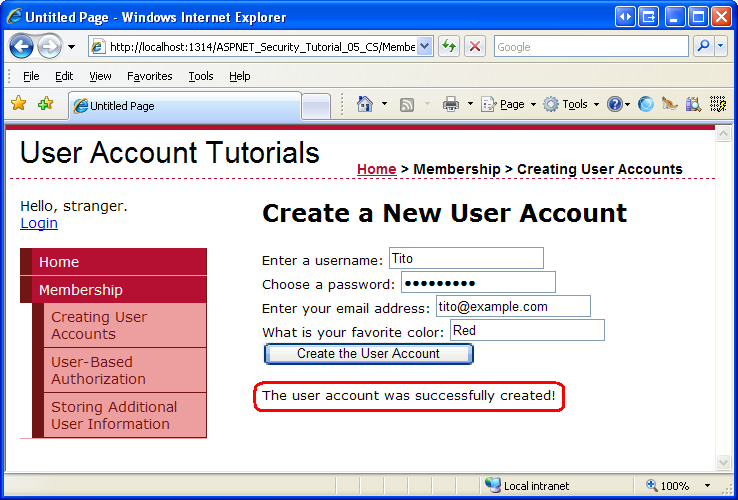 Untitled Page - Windows Internet Explorer
http://localhost:1314/ASPNET_Security_Tutorial_05_CS/Membe
Google
File Edit View Favorites Tools Help
Untitled Page
Page Tools
User Account Tutorials
Home > Membership > Creating User Accounts
Hello, stranger.
Login
Home
Membership
Creating User
Accounts
User-Based
Authorization
Storing Additional
User Information
Create a New User Account
Enter a username: Tito
Choose a password: ●●●●●●●●●
Enter your email address: tito@example.com
What is your favorite color: Red
Create the User Account
The user account was successfully created!
Local intranet
100%